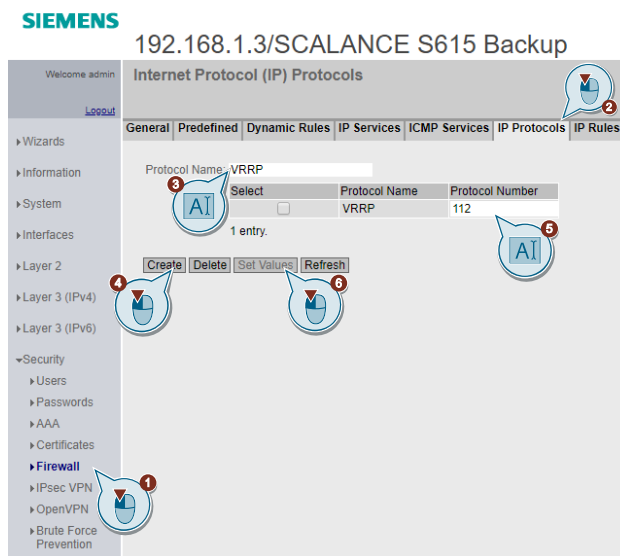 SIEMENS
192.168.1.3/SCALANCE S615 Backup
Welcome admin
Logout
Internet Protocol (IP) Protocols
2
General Predefined Dynamic Rules IP Services ICMP Services IP Protocols IP Rules
▸Wizards
▸Information
▸System
▸Interfaces
▸Layer 2
▸Layer 3 (IPv4)
▸Layer 3 (IPv6)
▾Security
▸Users
▸Passwords
▸AAA
▸Certificates
▸Firewall
▸IPsec VPN
▸OpenVPN
▸Brute Force
Prevention
1
Protocol Name: VRRP
3
AI
Select Protocol Name Protocol Number
VRRP 112
5
AI
1 entry.
Create Delete Set Values Refresh
4
6